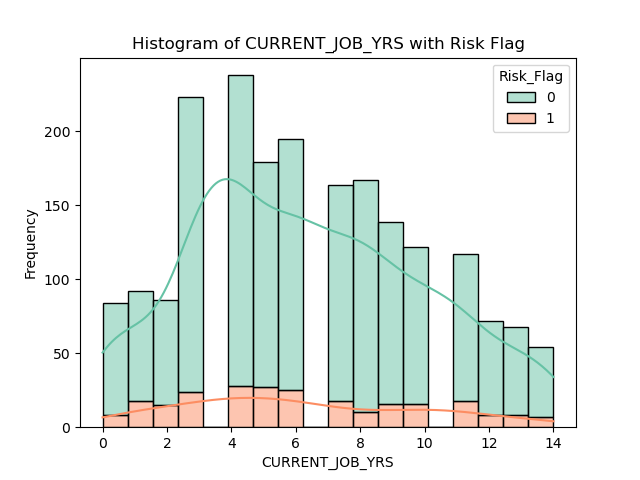 Histogram of CURRENT_JOB_YRS with Risk Flag
Risk_Flag
0
1
200
150
100
50
0
Frequency
0 2 4 6 8 10 12 14
CURRENT_JOB_YRS